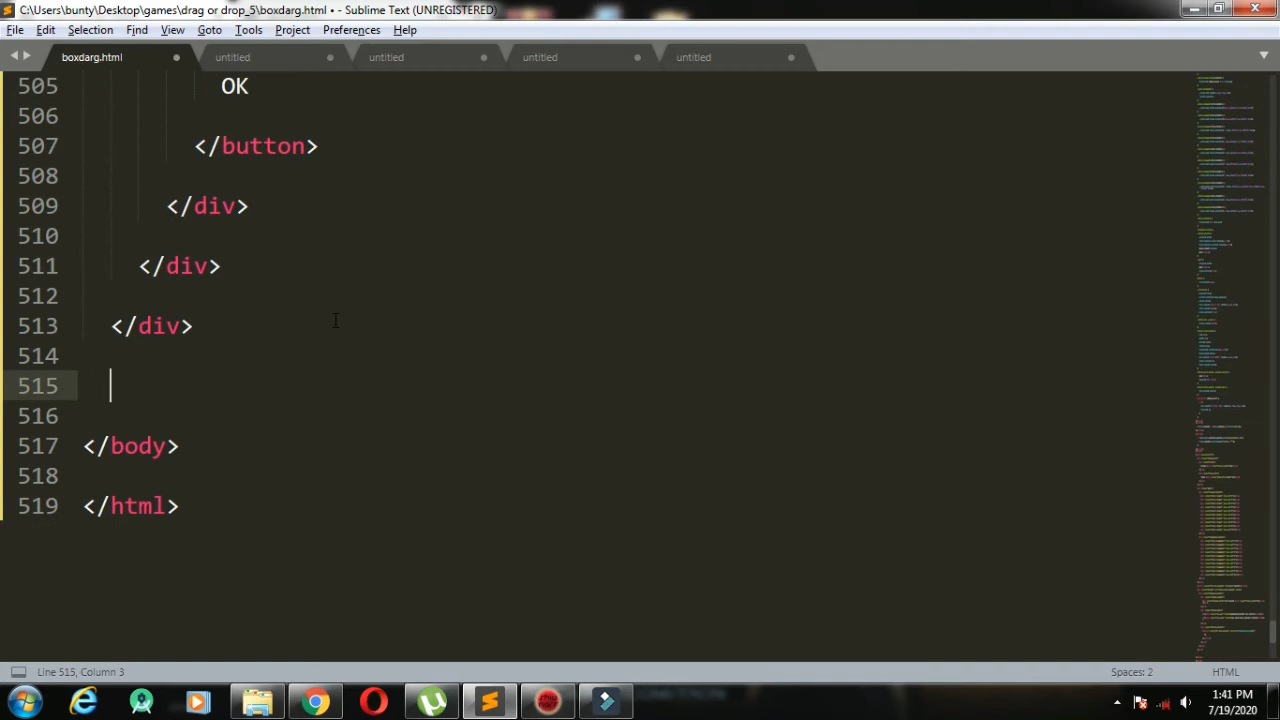 C:\Users\bunty\Desktop\games\drag or drop_5\boxdarg.html • - Sublime Text (UNREGISTERED)
File Edit Selection Find View Goto Tools Project Preferences Help
boxdarg.html untitled untitled untitled untitled
505 OK
506
507 </button>
508
509 </div>
510
511 </div>
512
513 </div>
514
515
516
517 </body>
518
519 </html>
Line 515, Column 3 Spaces: 2 HTML
1:41 PM
7/19/2020